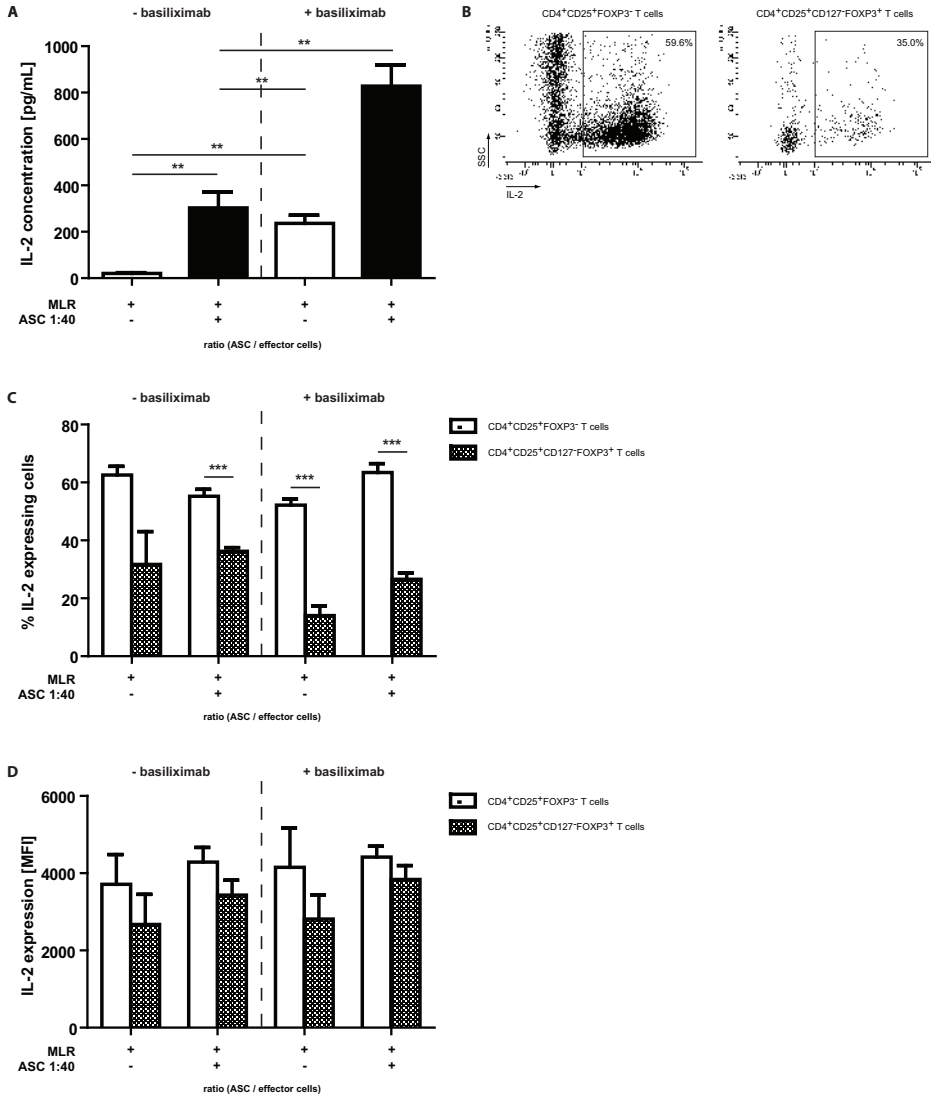 A
- basiliximab + basiliximab
1000
800
600
400
200
0
IL-2 concentration [pg/mL]
** ** ** **
MLR + + + +
ASC 1:40 - + - +
ratio (ASC / effector cells)
B
CD4⁺CD25⁺FOXP3⁻ T cells CD4⁺CD25⁺CD127⁻FOXP3⁺ T cells
59.6% 35.0%
SSC
IL-2
C
- basiliximab + basiliximab
80
60
40
20
0
% IL-2 expressing cells
*** *** ***
CD4⁺CD25⁺FOXP3⁻ T cells
CD4⁺CD25⁺CD127⁻FOXP3⁺ T cells
MLR + + + +
ASC 1:40 - + - +
ratio (ASC / effector cells)
D
- basiliximab + basiliximab
6000
4000
2000
0
IL-2 expression [MFI]
CD4⁺CD25⁺FOXP3⁻ T cells
CD4⁺CD25⁺CD127⁻FOXP3⁺ T cells
MLR + + + +
ASC 1:40 - + - +
ratio (ASC / effector cells)